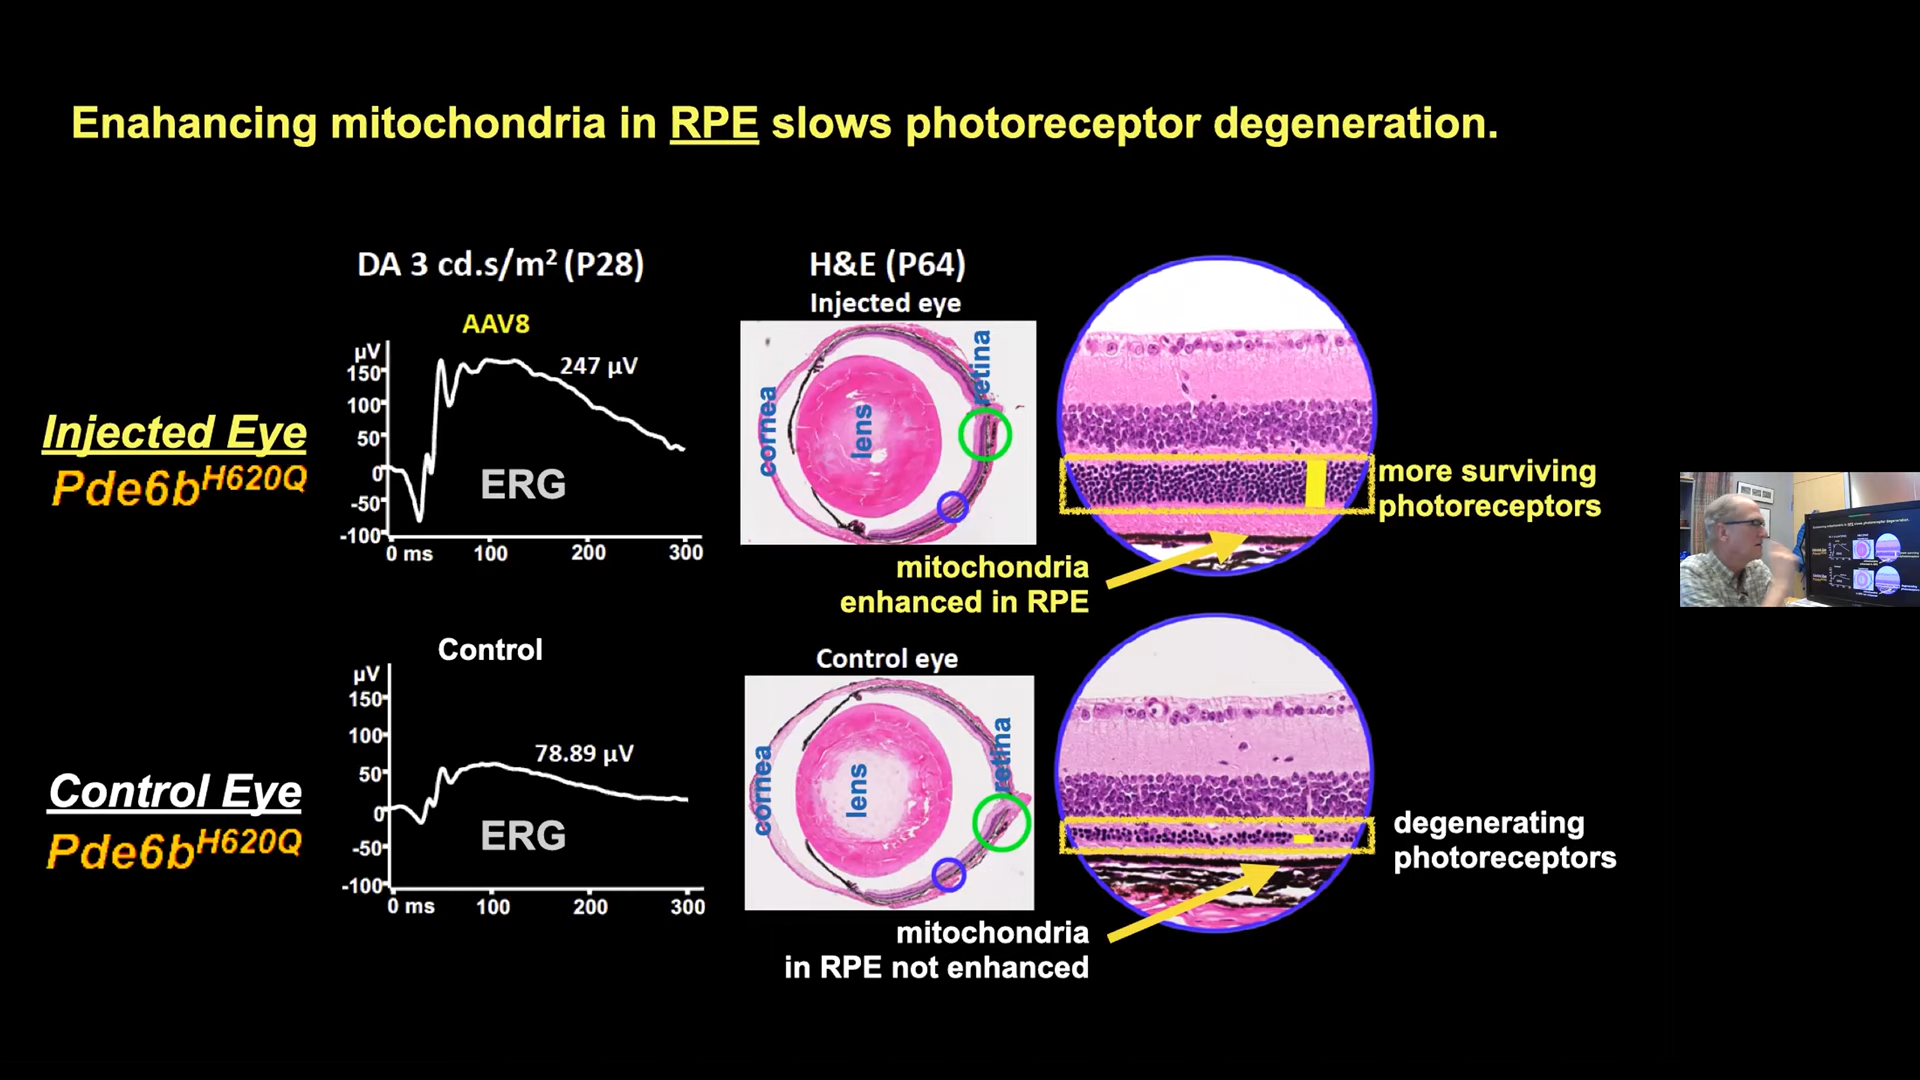 Enahancing mitochondria in RPE slows photoreceptor degeneration.
DA 3 cd.s/m² (P28)
H&E (P64)
Injected eye
AAV8
µV
150
100
50
0
-50
-100
247 µV
ERG
0 ms
100
200
300
Injected Eye
Pde6b^H620Q
cornea
lens
retina
more surviving
photoreceptors
mitochondria
enhanced in RPE
Control
µV
150
100
50
0
-50
-100
78.89 µV
ERG
0 ms
100
200
300
Control Eye
Pde6b^H620Q
Control eye
cornea
lens
retina
degenerating
photoreceptors
mitochondria
in RPE not enhanced